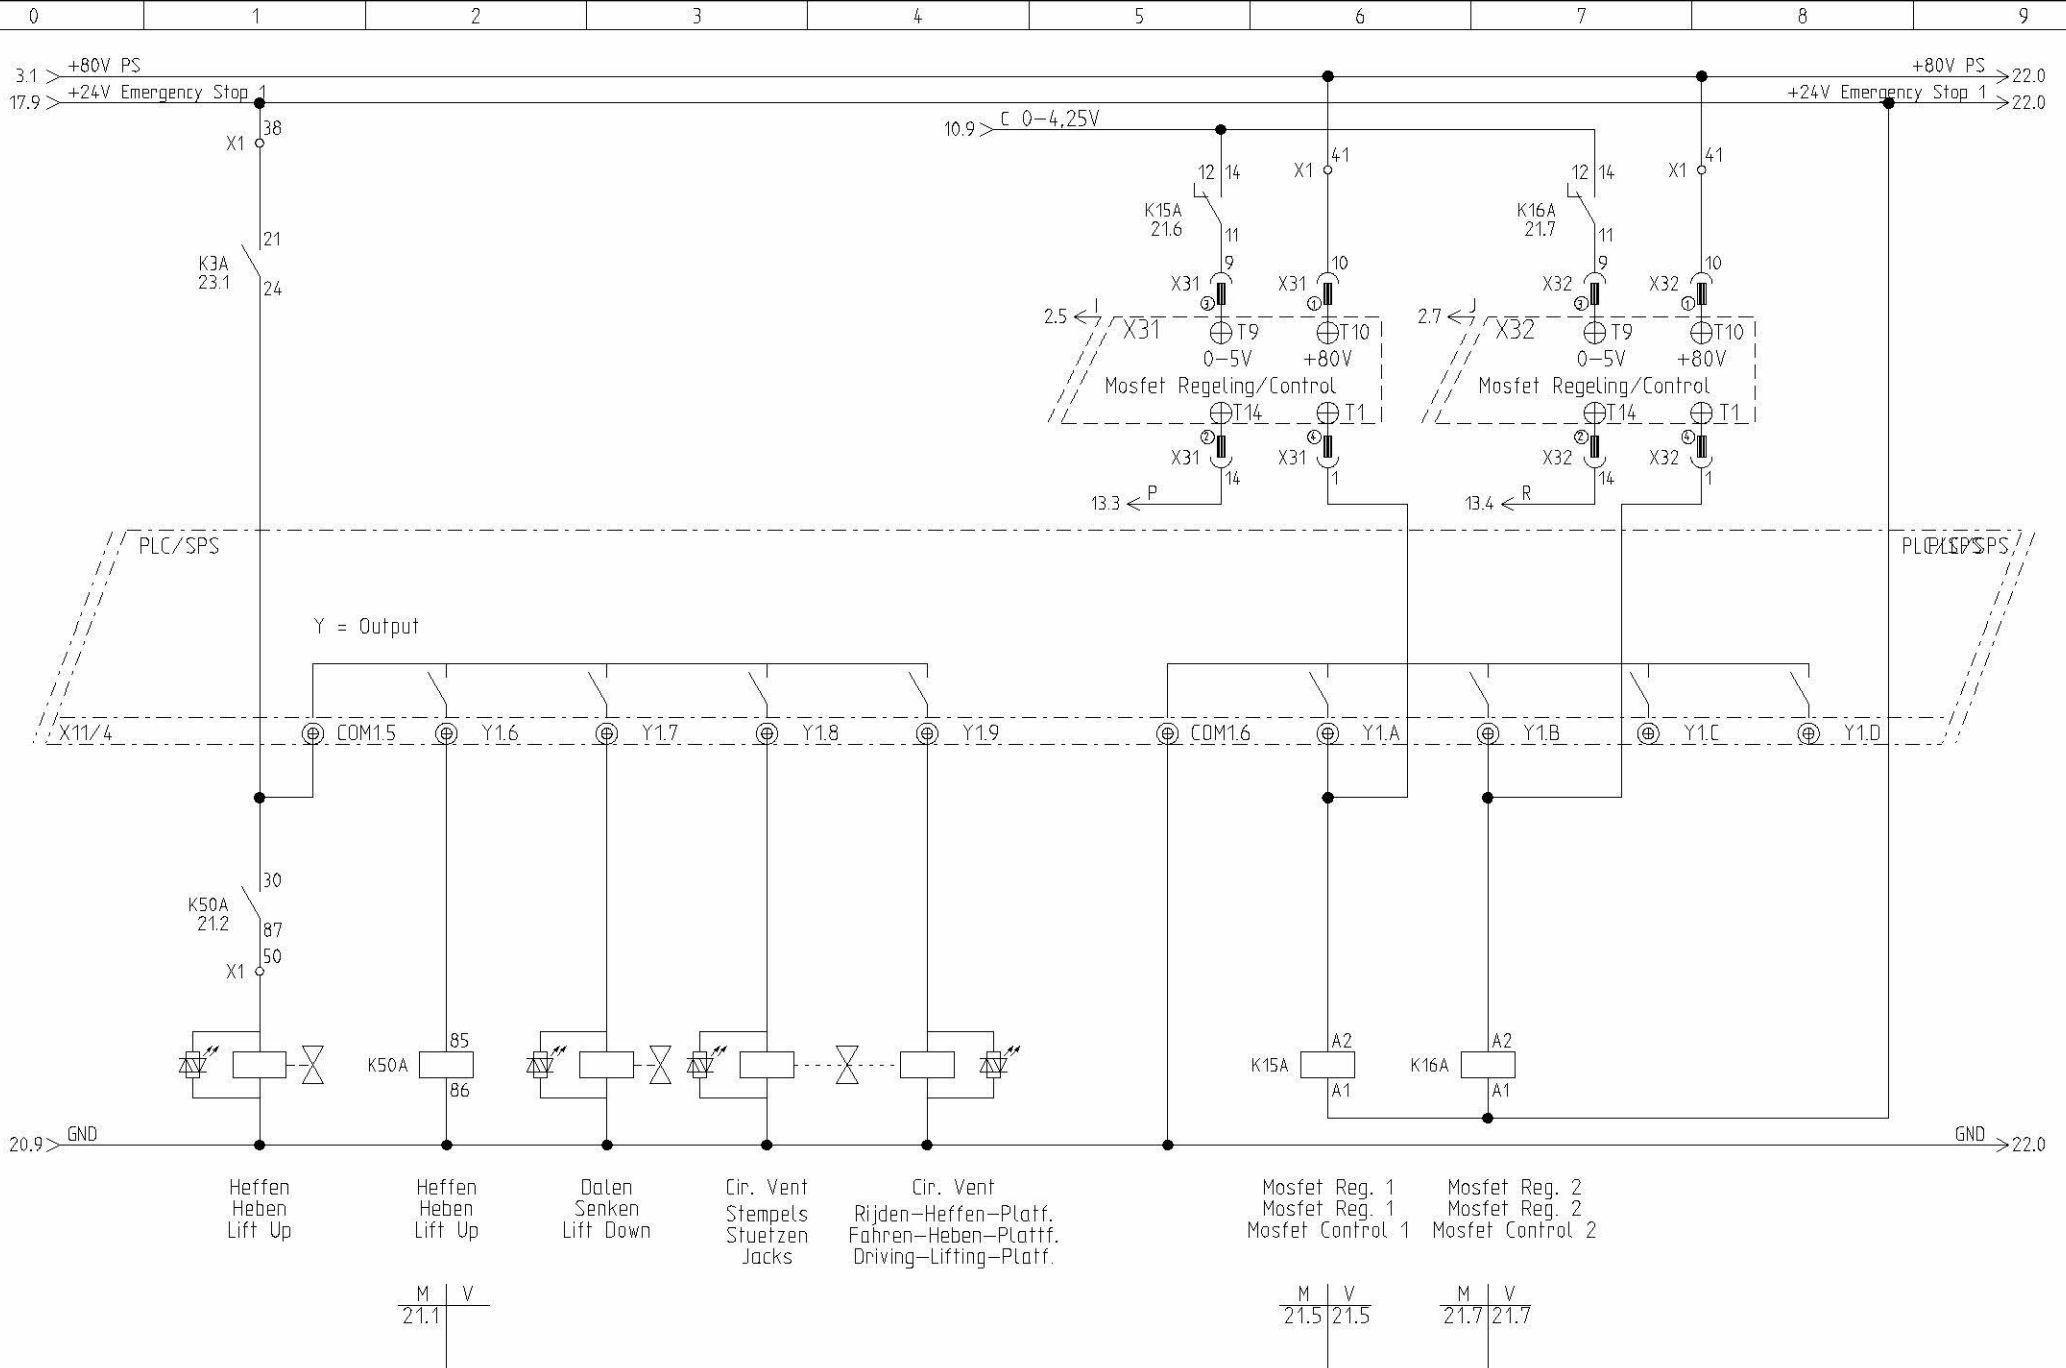 0 1 2 3 4 5 6 7 8 9
+80V PS +80V PS
3.1 22.0
+24V Emergency Stop 1 +24V Emergency Stop 1
17.9 22.0
C 0-4,25V
10.9
38
X1
41 41
12 14 X1 12 14 X1
K15A K16A
21.6 21.7
11 11
21
K3A
23.1
24
9 10 9 10
X31 X31 X32 X32
3 1 3 1
I J
2.5 2.7
X31 T9 T10 X32 T9 T10
0-5V +80V 0-5V +80V
Mosfet Regeling/Control Mosfet Regeling/Control
T14 T1 T14 T1
2 4 2 4
X31 X31 X32 X32
14 1 14 1
P R
13.3 13.4
PLC/SPS PLC/SPS
Y = Output
X11/4 COM1.5 Y1.6 Y1.7 Y1.8 Y1.9 COM1.6 Y1.A Y1.B Y1.C Y1.D
30
K50A
21.2
87
50
X1
85 A2 A2
K50A K15A K16A
86 A1 A1
GND GND
20.9 22.0
Heffen
Heben
Lift Up
Heffen
Heben
Lift Up
Dalen
Senken
Lift Down
Cir. Vent
Stempels
Stuetzen
Jacks
Cir. Vent
Rijden-Heffen-Platf.
Fahren-Heben-Plattf.
Driving-Lifting-Platf.
Mosfet Reg. 1
Mosfet Reg. 1
Mosfet Control 1
Mosfet Reg. 2
Mosfet Reg. 2
Mosfet Control 2
M V M V M V
21.1 21.5 21.5 21.7 21.7